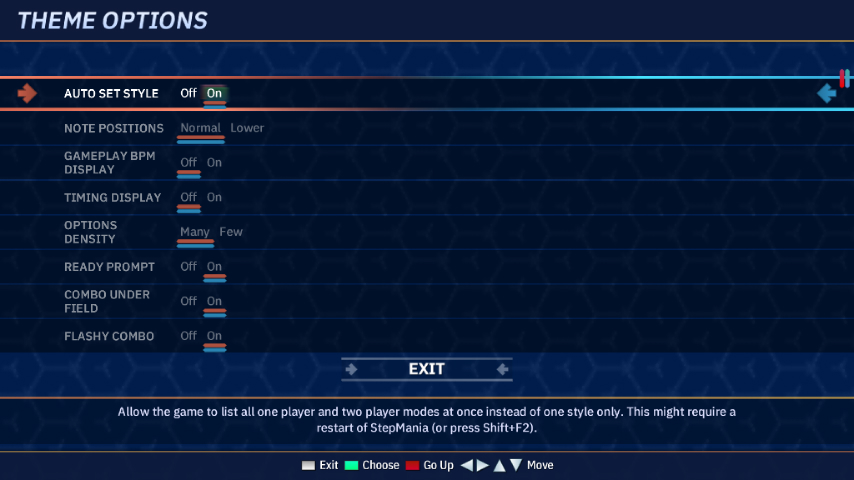 THEME OPTIONS
AUTO SET STYLE Off On
NOTE POSITIONS Normal Lower
GAMEPLAY BPM
DISPLAY Off On
TIMING DISPLAY Off On
OPTIONS
DENSITY Many Few
READY PROMPT Off On
COMBO UNDER
FIELD Off On
FLASHY COMBO Off On
EXIT
Allow the game to list all one player and two player modes at once instead of one style only. This might require a
restart of StepMania (or press Shift+F2).
Exit Choose Go Up Move